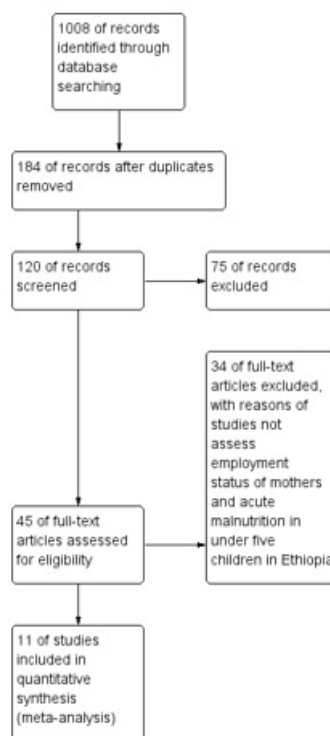 1008 of records
identified through
database
searching
184 of records after duplicates
removed
120 of records
screened
75 of records
excluded
34 of full-text
articles excluded,
with reasons of
studies not
assess
employment
status of mothers
and acute
malnutrition in
under five
children in Ethiopia
45 of full-text
articles assessed
for eligibility
11 of studies
included in
quantitative
synthesis
(meta-analysis)